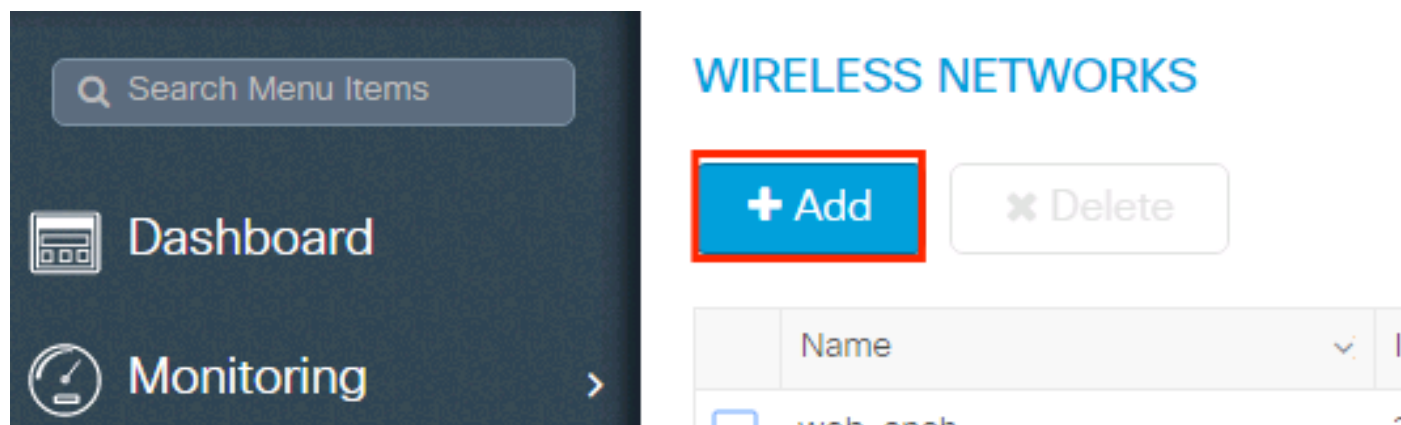 Search Menu Items
Dashboard
Monitoring
WIRELESS NETWORKS
Add
Delete
Name